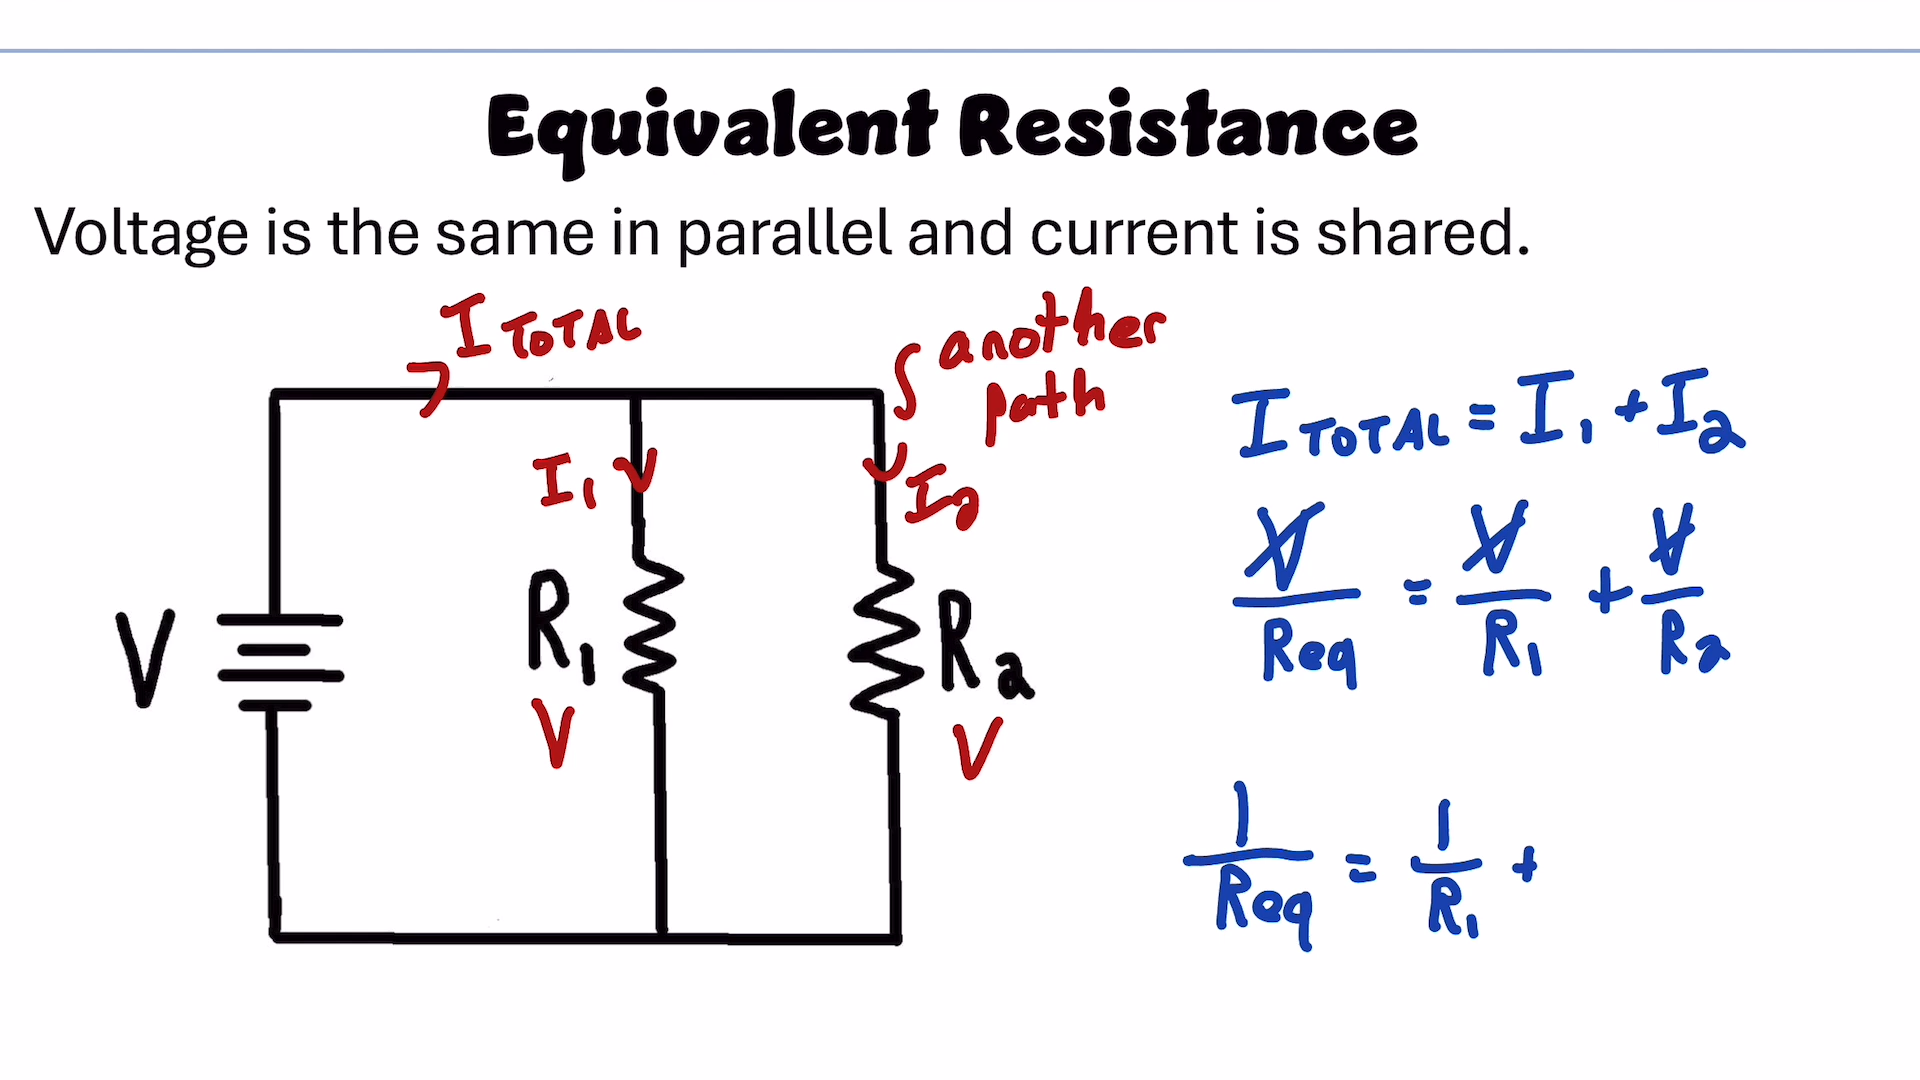 Equivalent Resistance
Voltage is the same in parallel and current is shared.
I TOTAL
another
path
I TOTAL = I₁ + I₂
I₁
I₂
V/Req = V/R₁ + V/R₂
V
R₁
R₂
V
V
1/Req = 1/R₁ +